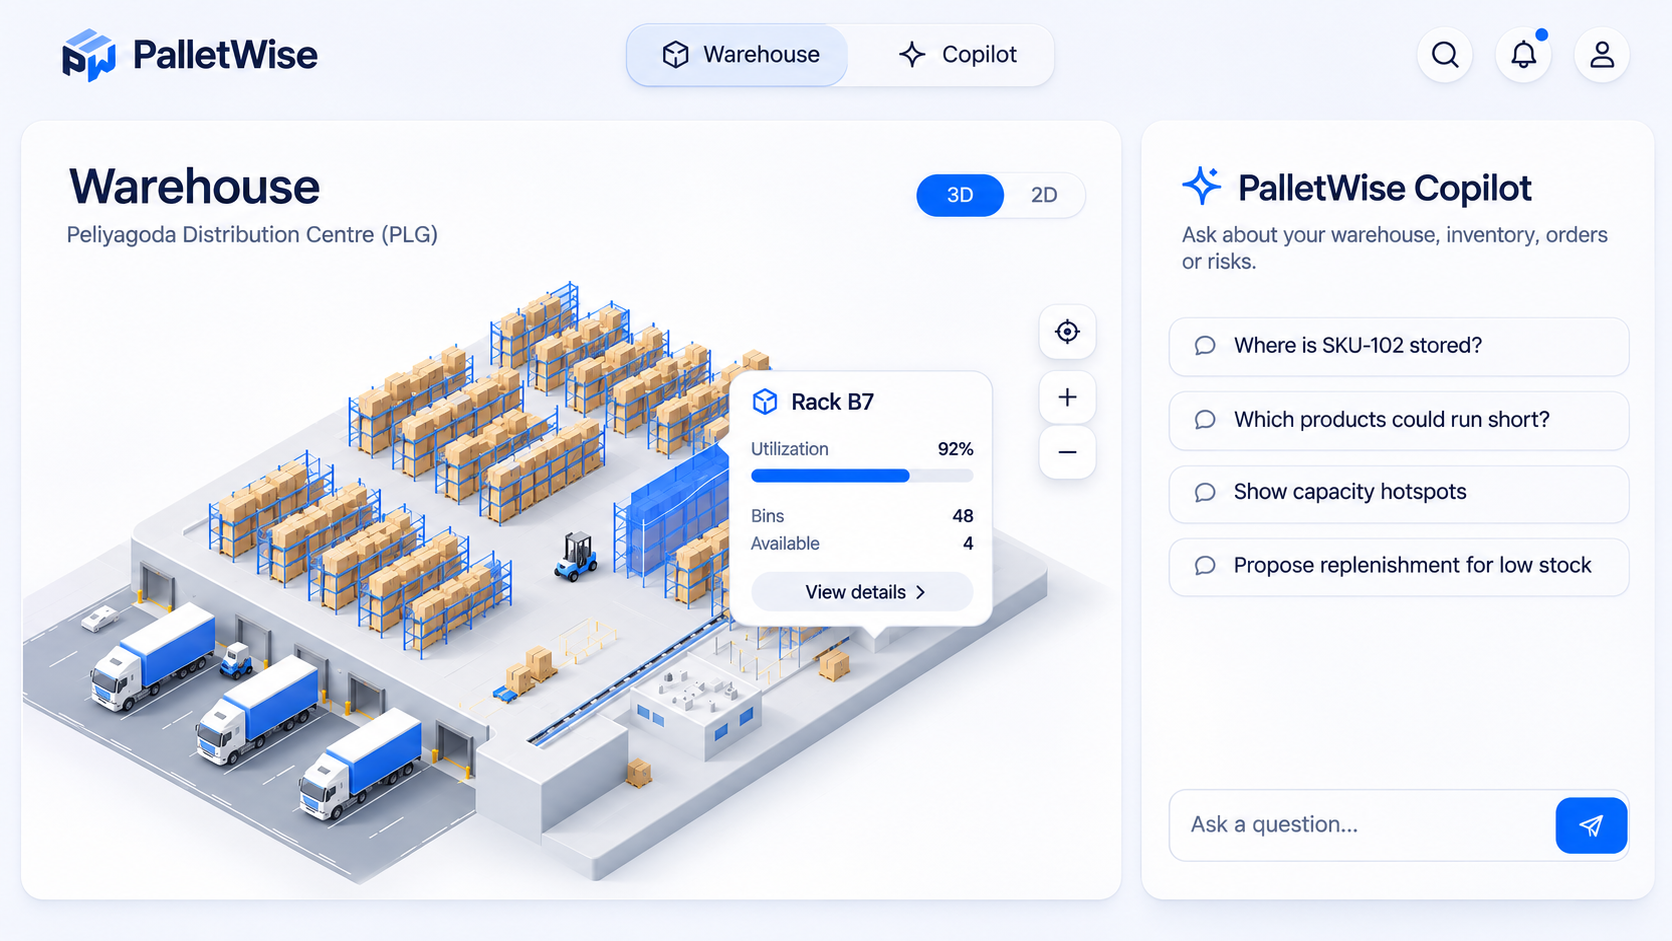 PalletWise
Warehouse
Copilot
Warehouse
Peliyagoda Distribution Centre (PLG)
3D
2D
Rack B7
Utilization 92%
Bins 48
Available 4
View details
PalletWise Copilot
Ask about your warehouse, inventory, orders
or risks.
Where is SKU-102 stored?
Which products could run short?
Show capacity hotspots
Propose replenishment for low stock
Ask a question...